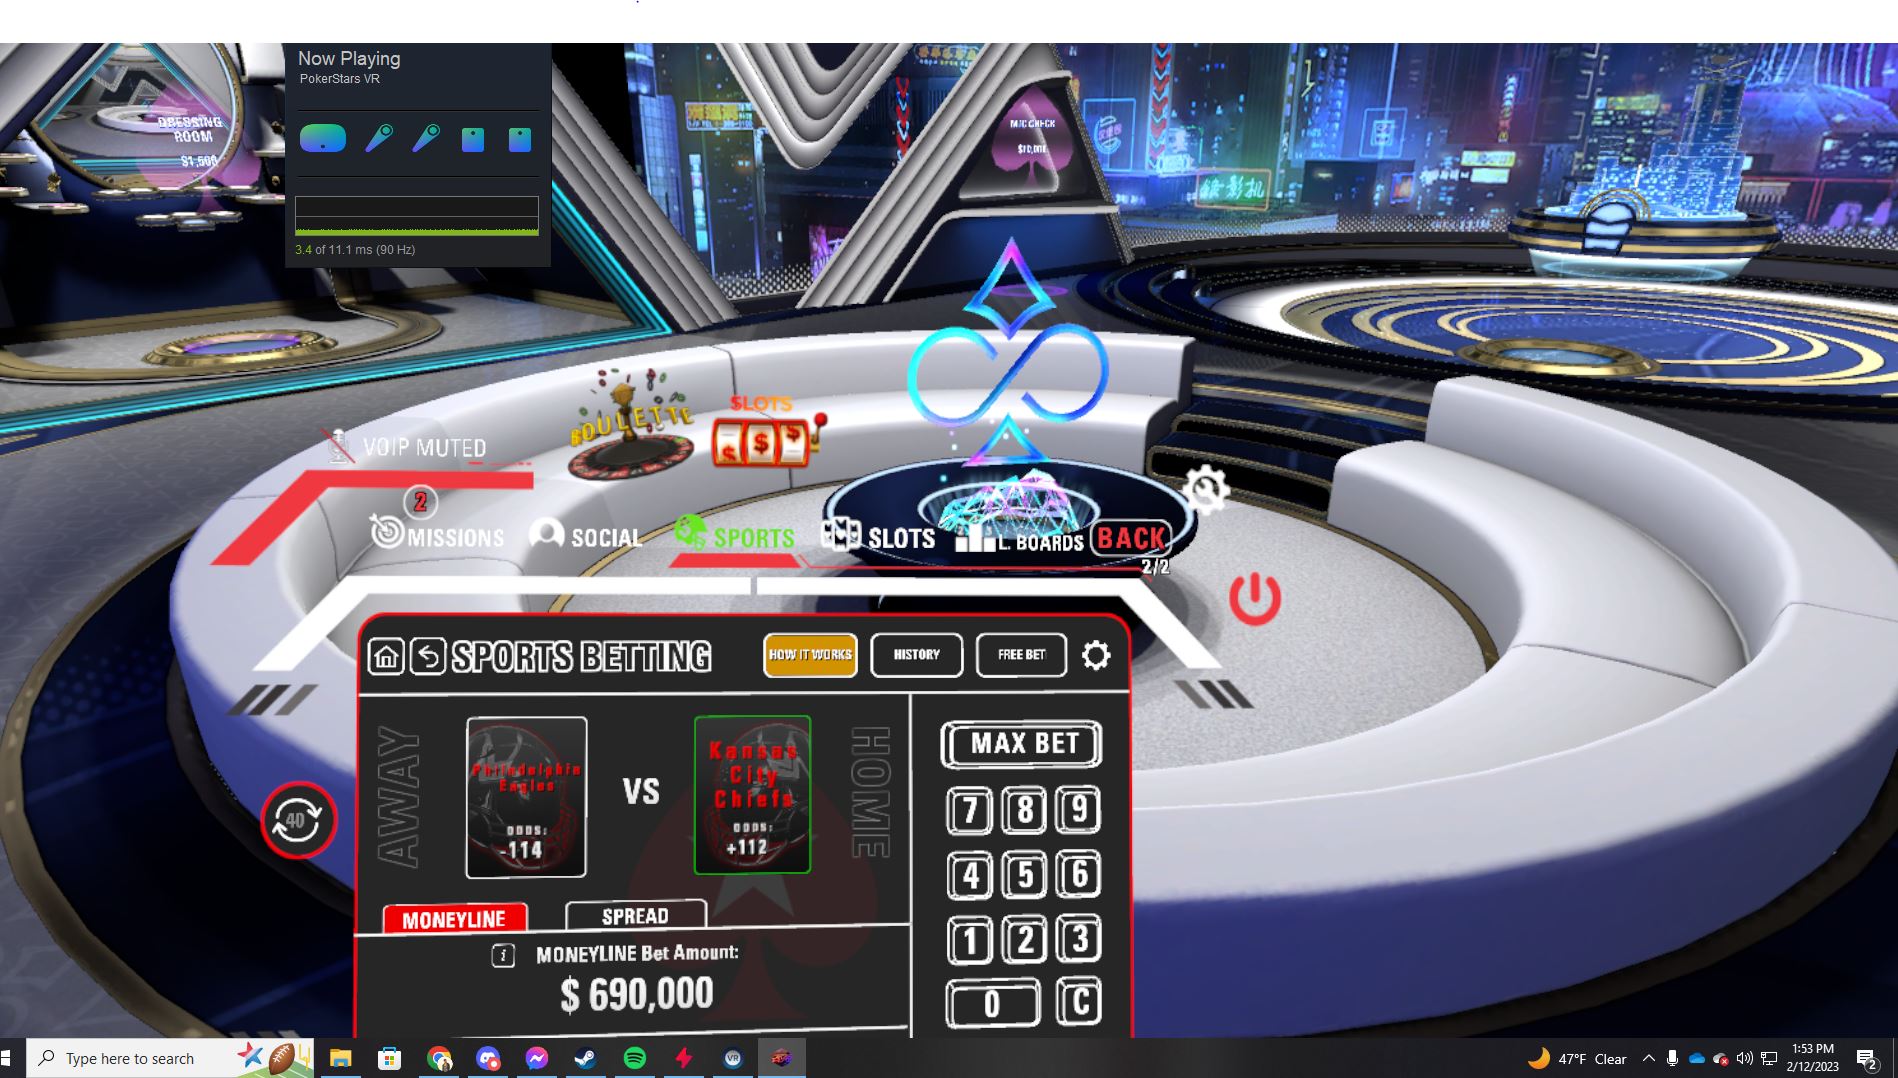 Now Playing
PokerStars VR
3.4 of 11.1 ms (90 Hz)
DRESSING
ROOM
$1,500
MIC CHECK
$10,000
ROULETTE
SLOTS
VOIP MUTED
2
MISSIONS
SOCIAL
SPORTS
SLOTS
L. BOARDS
BACK
2/2
SPORTS BETTING
HOW IT WORKS
HISTORY
FREE BET
AWAY
Philadelphia
Eagles
ODDS:
-114
VS
Kansas
City
Chiefs
ODDS:
+112
HOME
40
MAX BET
7 8 9
4 5 6
1 2 3
0 C
MONEYLINE
SPREAD
i MONEYLINE Bet Amount:
$ 690,000
Type here to search
47°F Clear
1:53 PM
2/12/2023
2